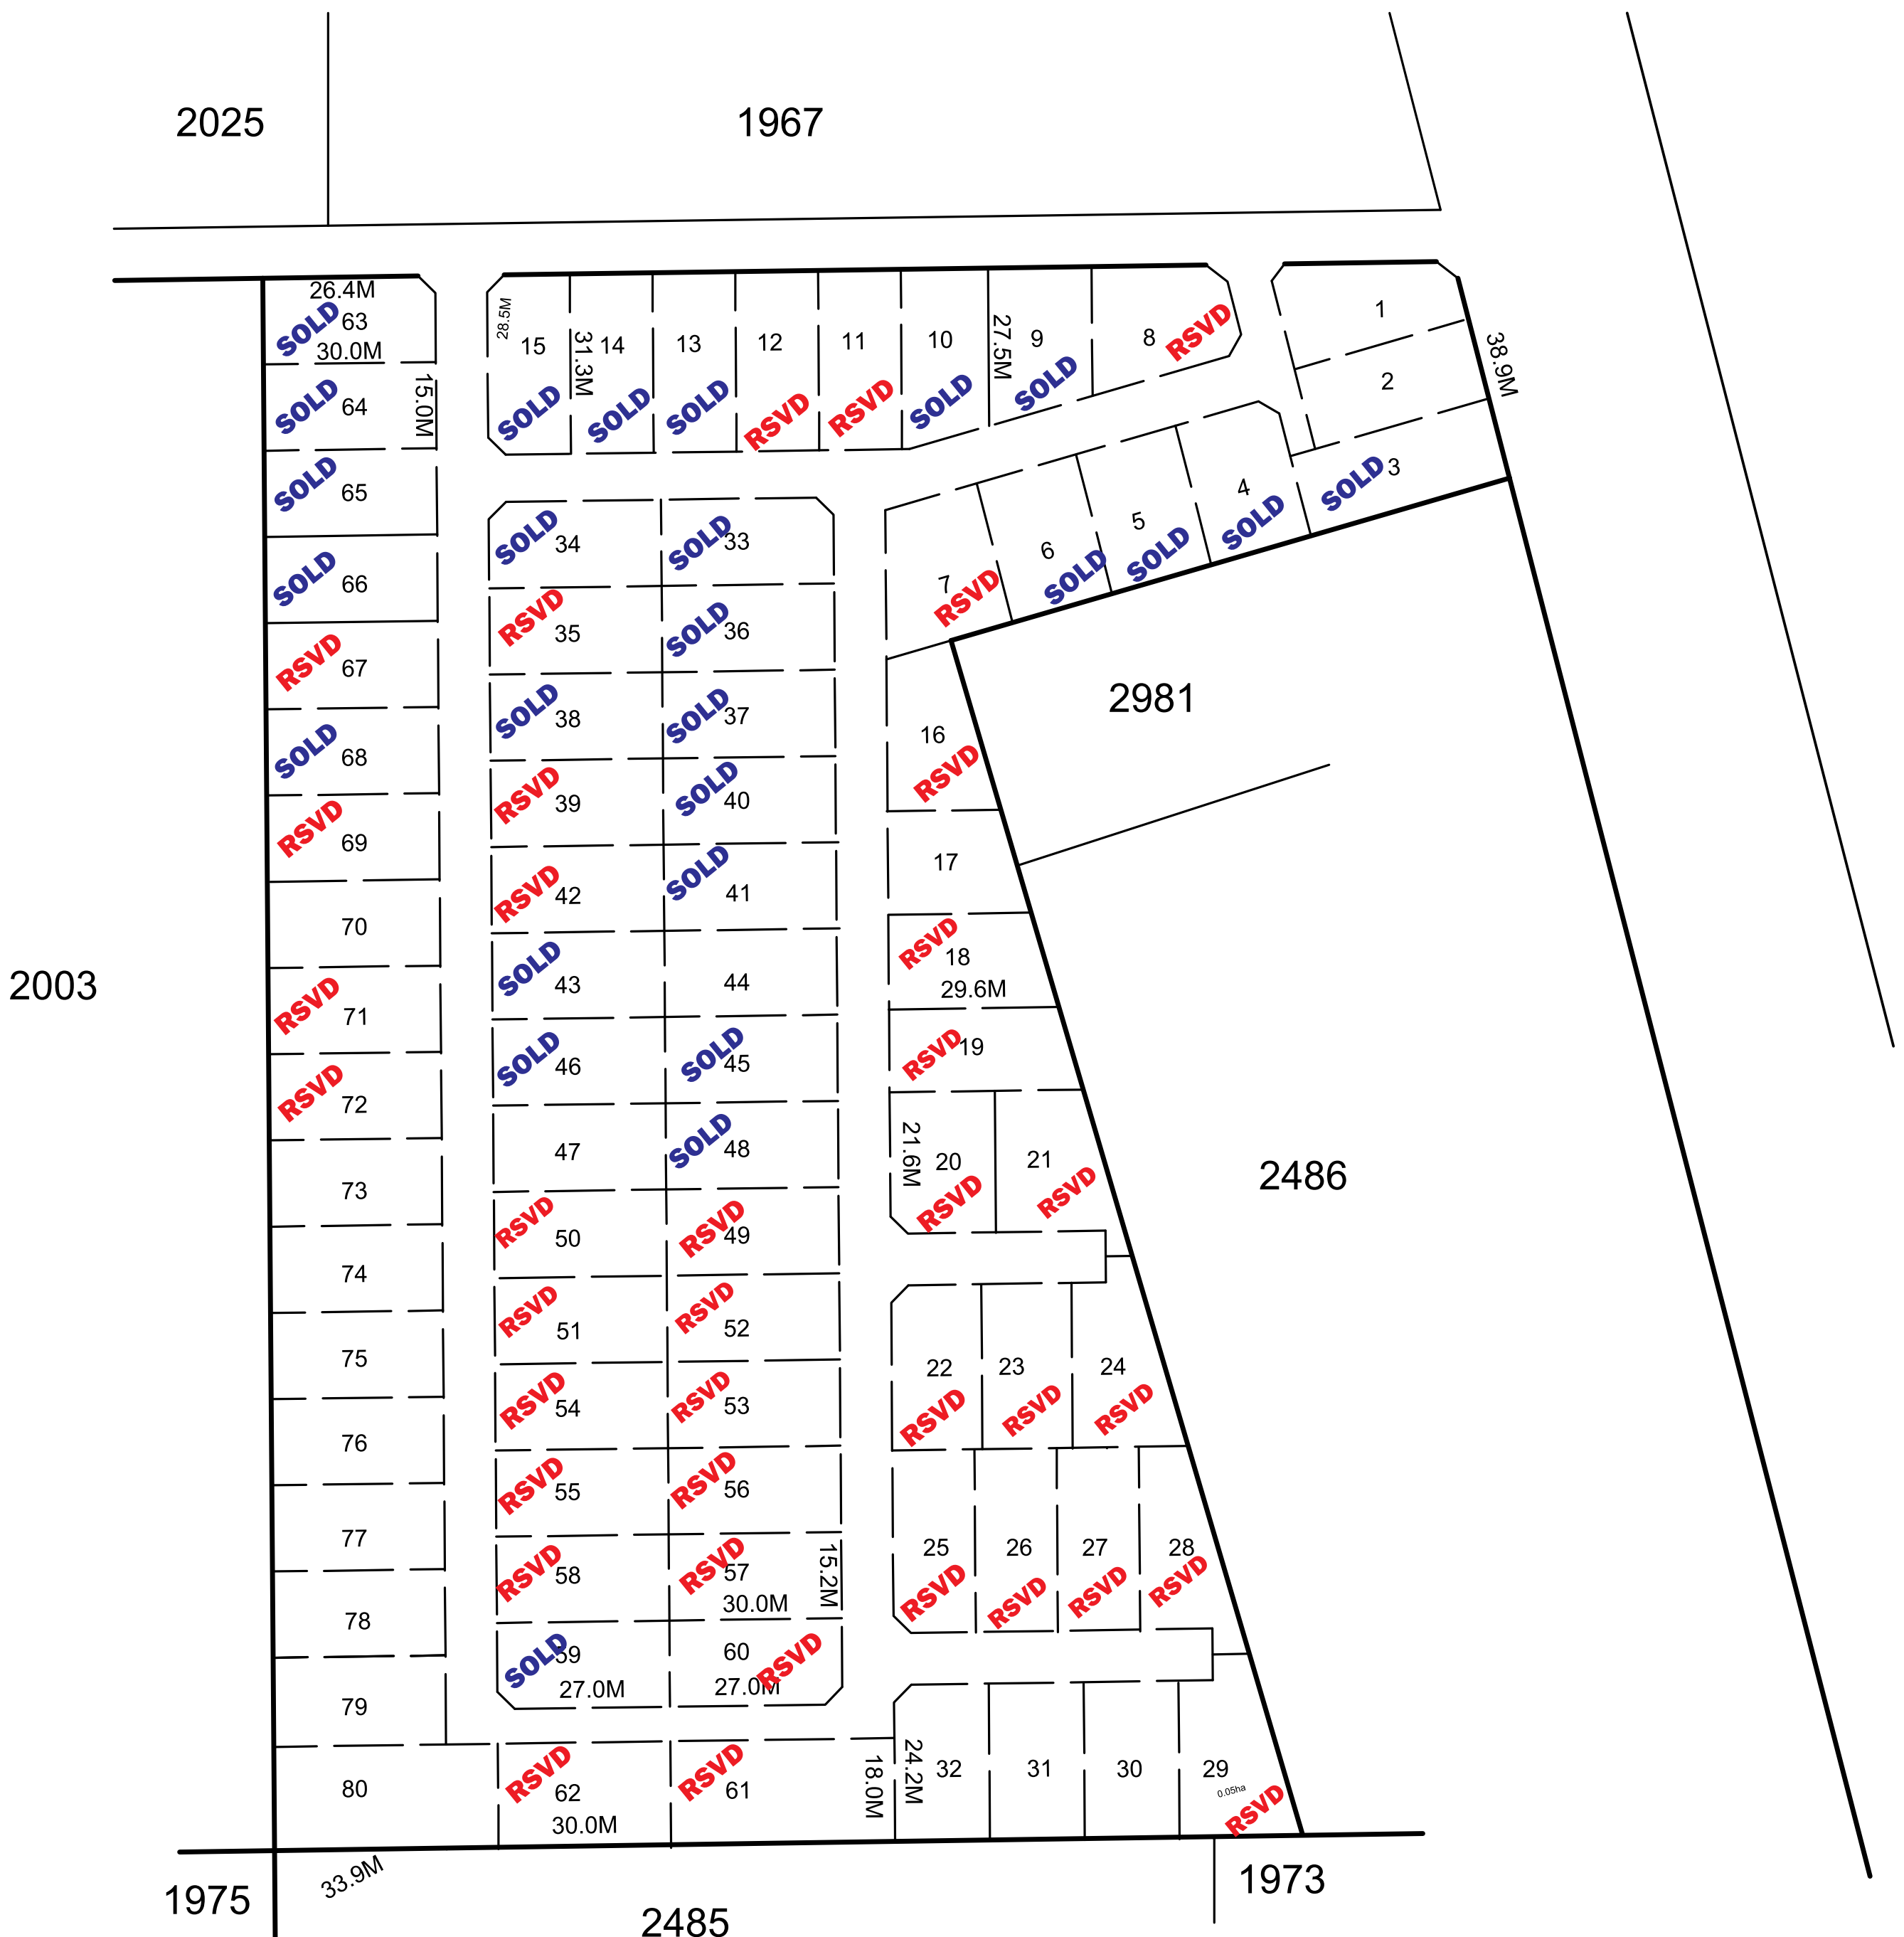 2025
1967
26.4M
SOLD 63
30.0M
SOLD 64
15.0M
SOLD 65
SOLD 66
RSVD 67
SOLD 68
RSVD 69
70
RSVD 71
RSVD 72
73
74
75
76
77
78
79
80
33.9M
28.5M
15 SOLD
31.3M
14 SOLD
13 SOLD
12 RSVD
11 RSVD
10 SOLD
27.5M
9 SOLD
8 RSVD
1
2
38.9M
SOLD 3
4 SOLD
5 SOLD
6 SOLD
7 RSVD
SOLD 34
SOLD 33
RSVD 35
SOLD 36
SOLD 38
SOLD 37
RSVD 39
SOLD 40
RSVD 42
SOLD 41
SOLD 43
44
SOLD 46
SOLD 45
47
SOLD 48
RSVD 50
RSVD 49
RSVD 51
RSVD 52
RSVD 54
RSVD 53
RSVD 55
RSVD 56
RSVD 58
RSVD 57
30.0M
15.2M
SOLD 59
27.0M
60 RSVD
27.0M
RSVD 62
30.0M
RSVD 61
18.0M
16 RSVD
17
RSVD 18
29.6M
RSVD 19
21.6M
20 RSVD
21 RSVD
22 RSVD
23 RSVD
24 RSVD
25 RSVD
26 RSVD
27 RSVD
28 RSVD
24.2M
32
31
30
29
0.05ha
RSVD
2981
2003
2486
1975
2485
1973